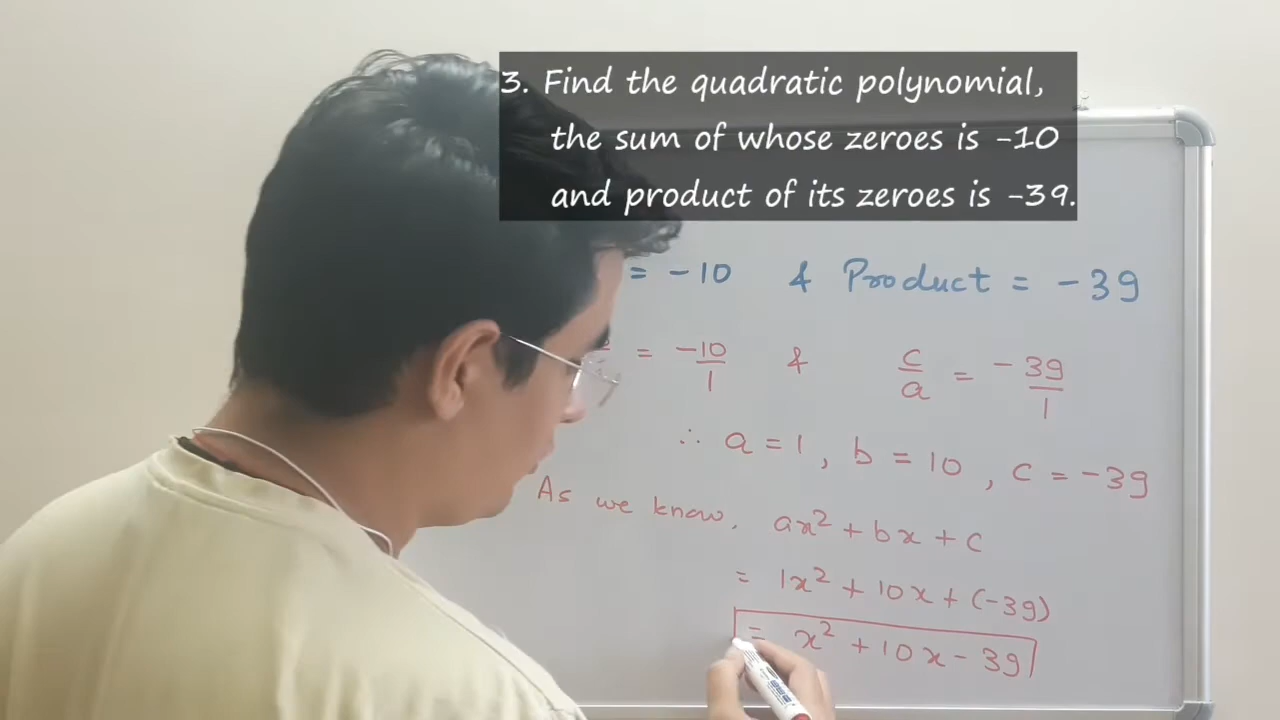 3. Find the quadratic polynomial,
the sum of whose zeroes is -10
and product of its zeroes is -39.
= -10 & Product = -39
= -10/1 & c/a = -39/1
∴ a = 1, b = 10, c = -39
As we know, ax² + bx + c
= 1x² + 10x + (-39)
= x² + 10x - 39